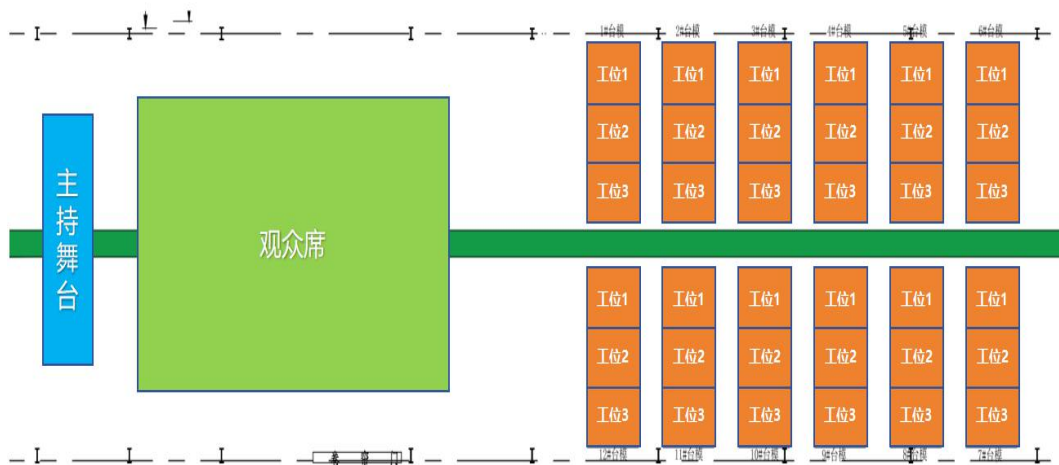 1#台模 2#台模 3#台模 4#台模 5#台模 6#台模
工位1 工位1 工位1 工位1 工位1 工位1
工位2 工位2 工位2 工位2 工位2 工位2
工位3 工位3 工位3 工位3 工位3 工位3
主持舞台
观众席
工位1 工位1 工位1 工位1 工位1 工位1
工位2 工位2 工位2 工位2 工位2 工位2
工位3 工位3 工位3 工位3 工位3 工位3
12#台模 11#台模 10#台模 9#台模 8#台模 7#台模